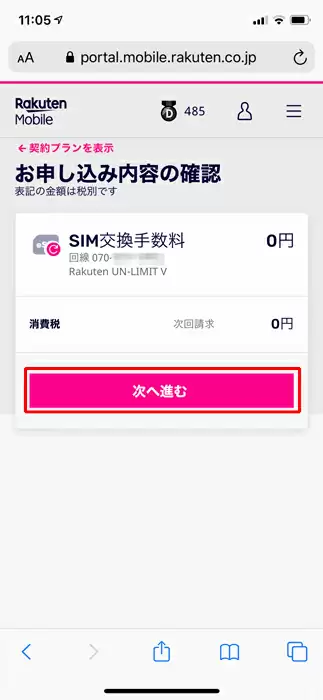 11:05
AA portal.mobile.rakuten.co.jp
Rakuten
Mobile
D 485
←契約プランを表示
お申し込み内容の確認
表記の金額は税別です
SIM交換手数料 0円
回線 070-
Rakuten UN-LIMIT V
消費税 次回請求 0円
次へ進む